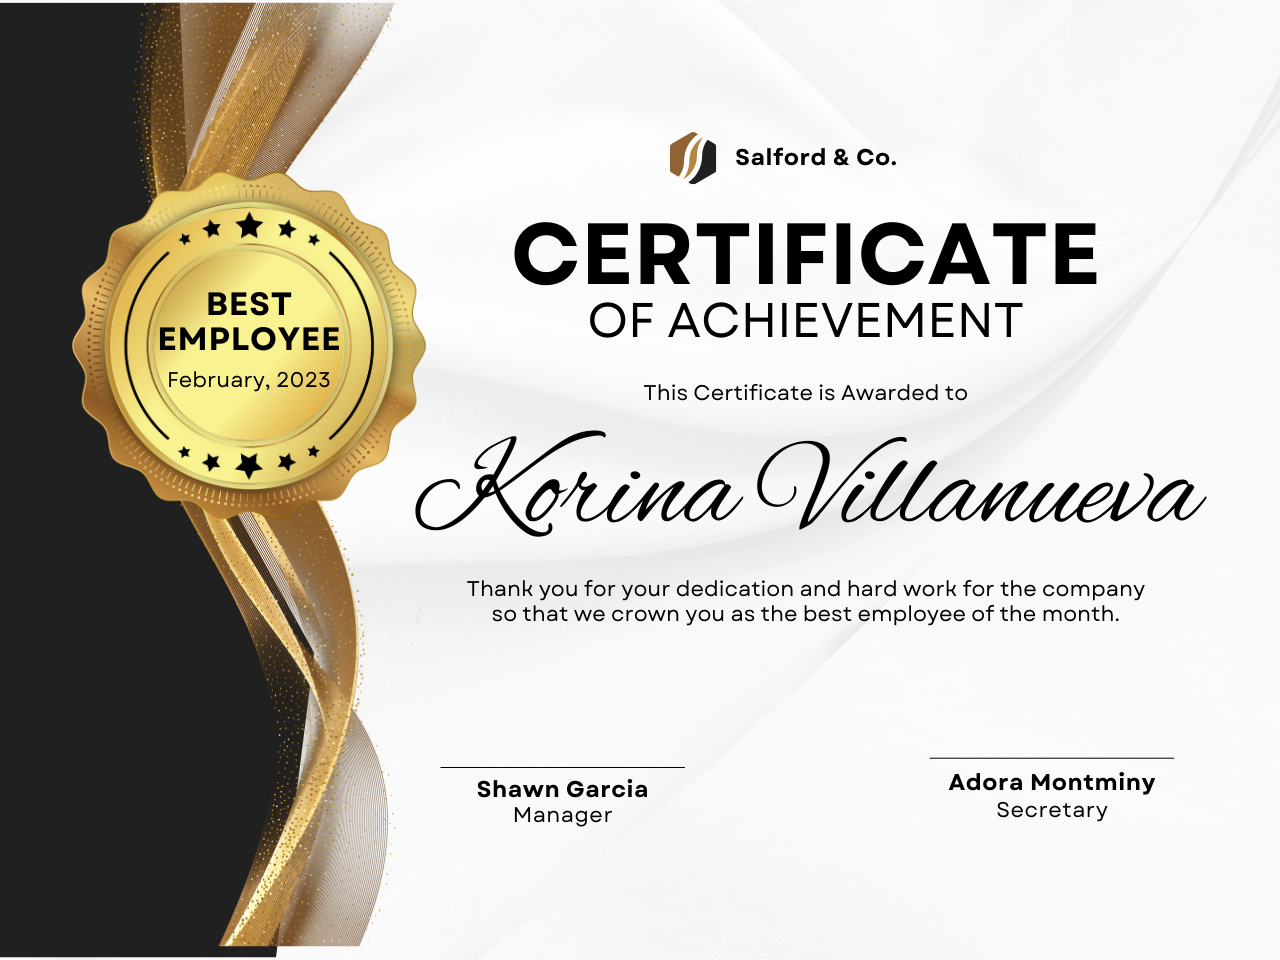 Salford & Co.
CERTIFICATE
OF ACHIEVEMENT
This Certificate is Awarded to
Korina Villanueva
Thank you for your dedication and hard work for the company
so that we crown you as the best employee of the month.
BEST
EMPLOYEE
February, 2023
Shawn Garcia
Manager
Adora Montminy
Secretary